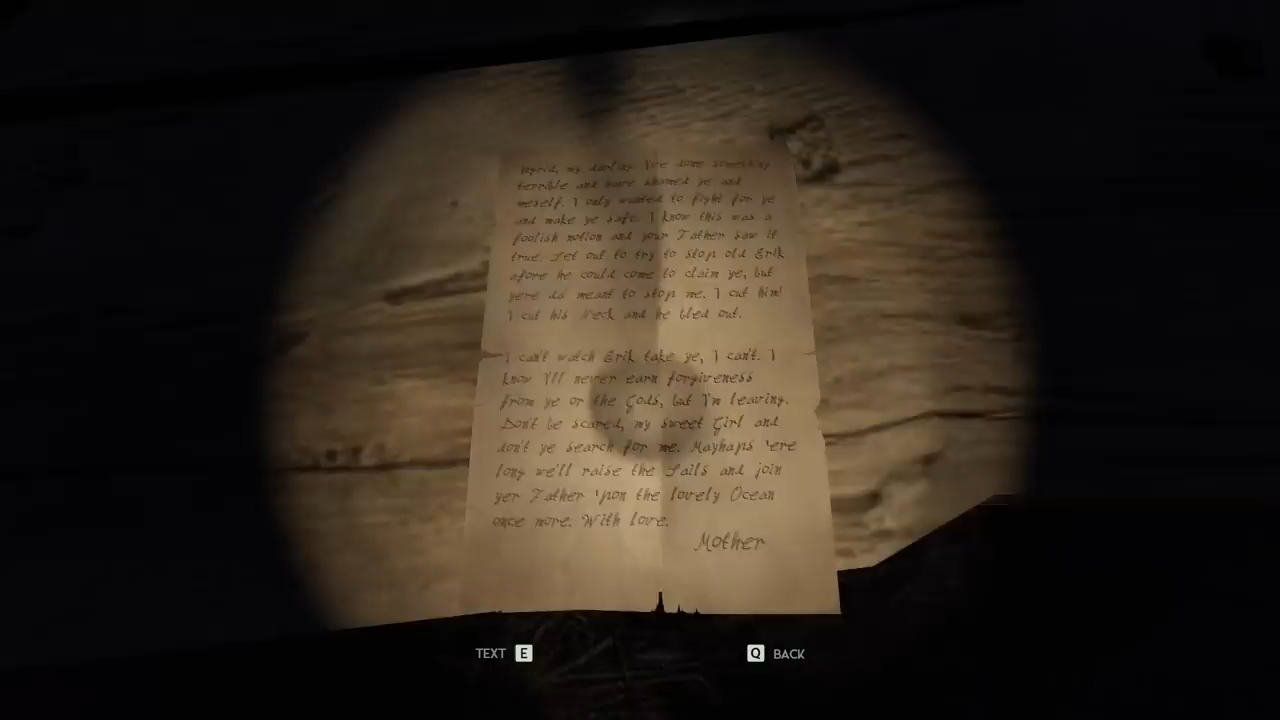 my darling. I've done something
terrible and have shamed ye and
meself. I only wanted to fight for ye
and make ye safe. I know this was a
foolish notion and your Father saw it
true. Set out to try to stop old Erik
afore he could come to claim ye, but
yere da' meant to stop me. I cut him!
I cut his Neck and he bled out.
I can't watch Erik take ye, I can't. I
know I'll never earn forgiveness
from ye or the Gods, but I'm leaving.
Don't be scared, my sweet Girl and
don't ye search for me. Mayhaps 'ere
long we'll raise the Sails and join
yer Father 'pon the lovely Ocean
once more. With love.
Mother
TEXT E
Q BACK